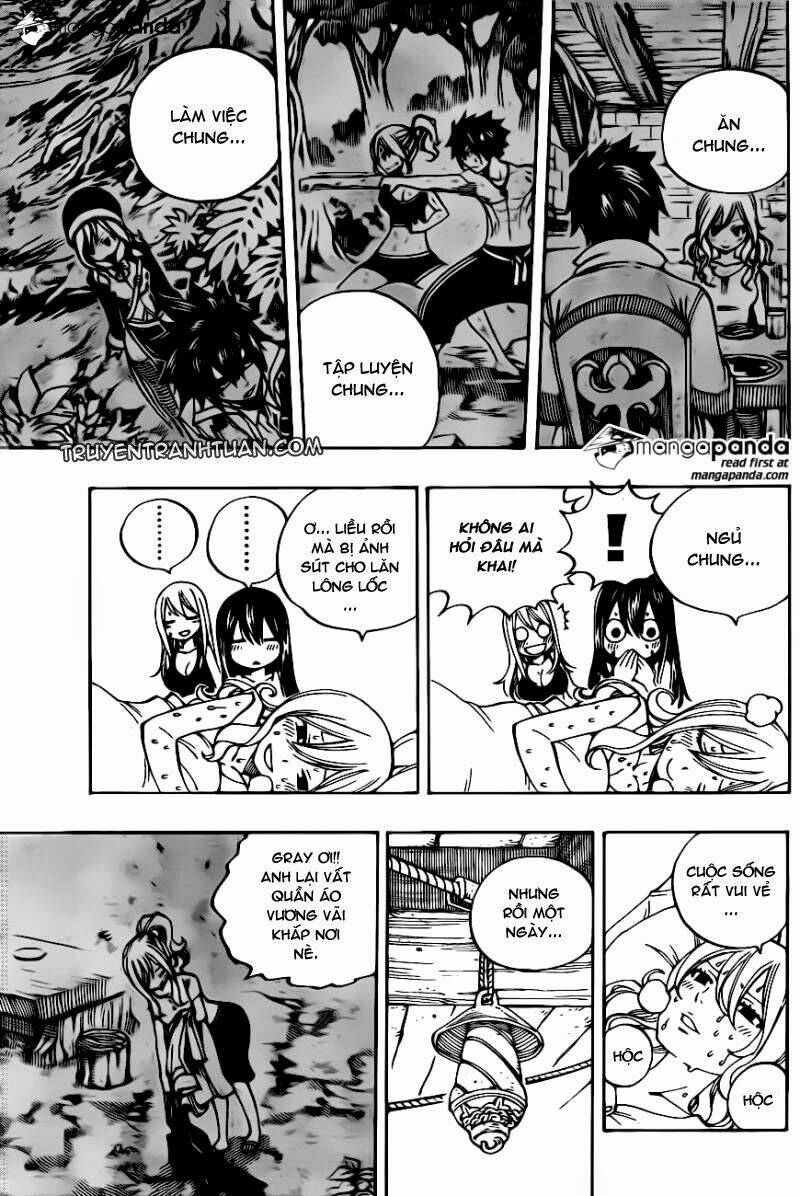 mangapanda
ĂN
CHUNG...
TẬP LUYỆN
CHUNG...
LÀM VIỆC
CHUNG...
TRUYENTRANHTUAN.COM
mangapanda
read first at
mangapanda.com
NGỦ
CHUNG...
!
KHÔNG AI
HỎI ĐÂU MÀ
KHAI!
Ơ... LIỀU RỒI
MÀ BỊ ẢNH
SÚT CHO LĂN
LÔNG LỐC
...
CUỘC SỐNG
RẤT VUI VẺ
...
HỘC
HỘC
NHƯNG
RỒI MỘT
NGÀY...
GRAY ƠI!!
ANH LẠI VẤT
QUẦN ÁO
VƯƠNG VÃI
KHẮP NƠI
NÈ.